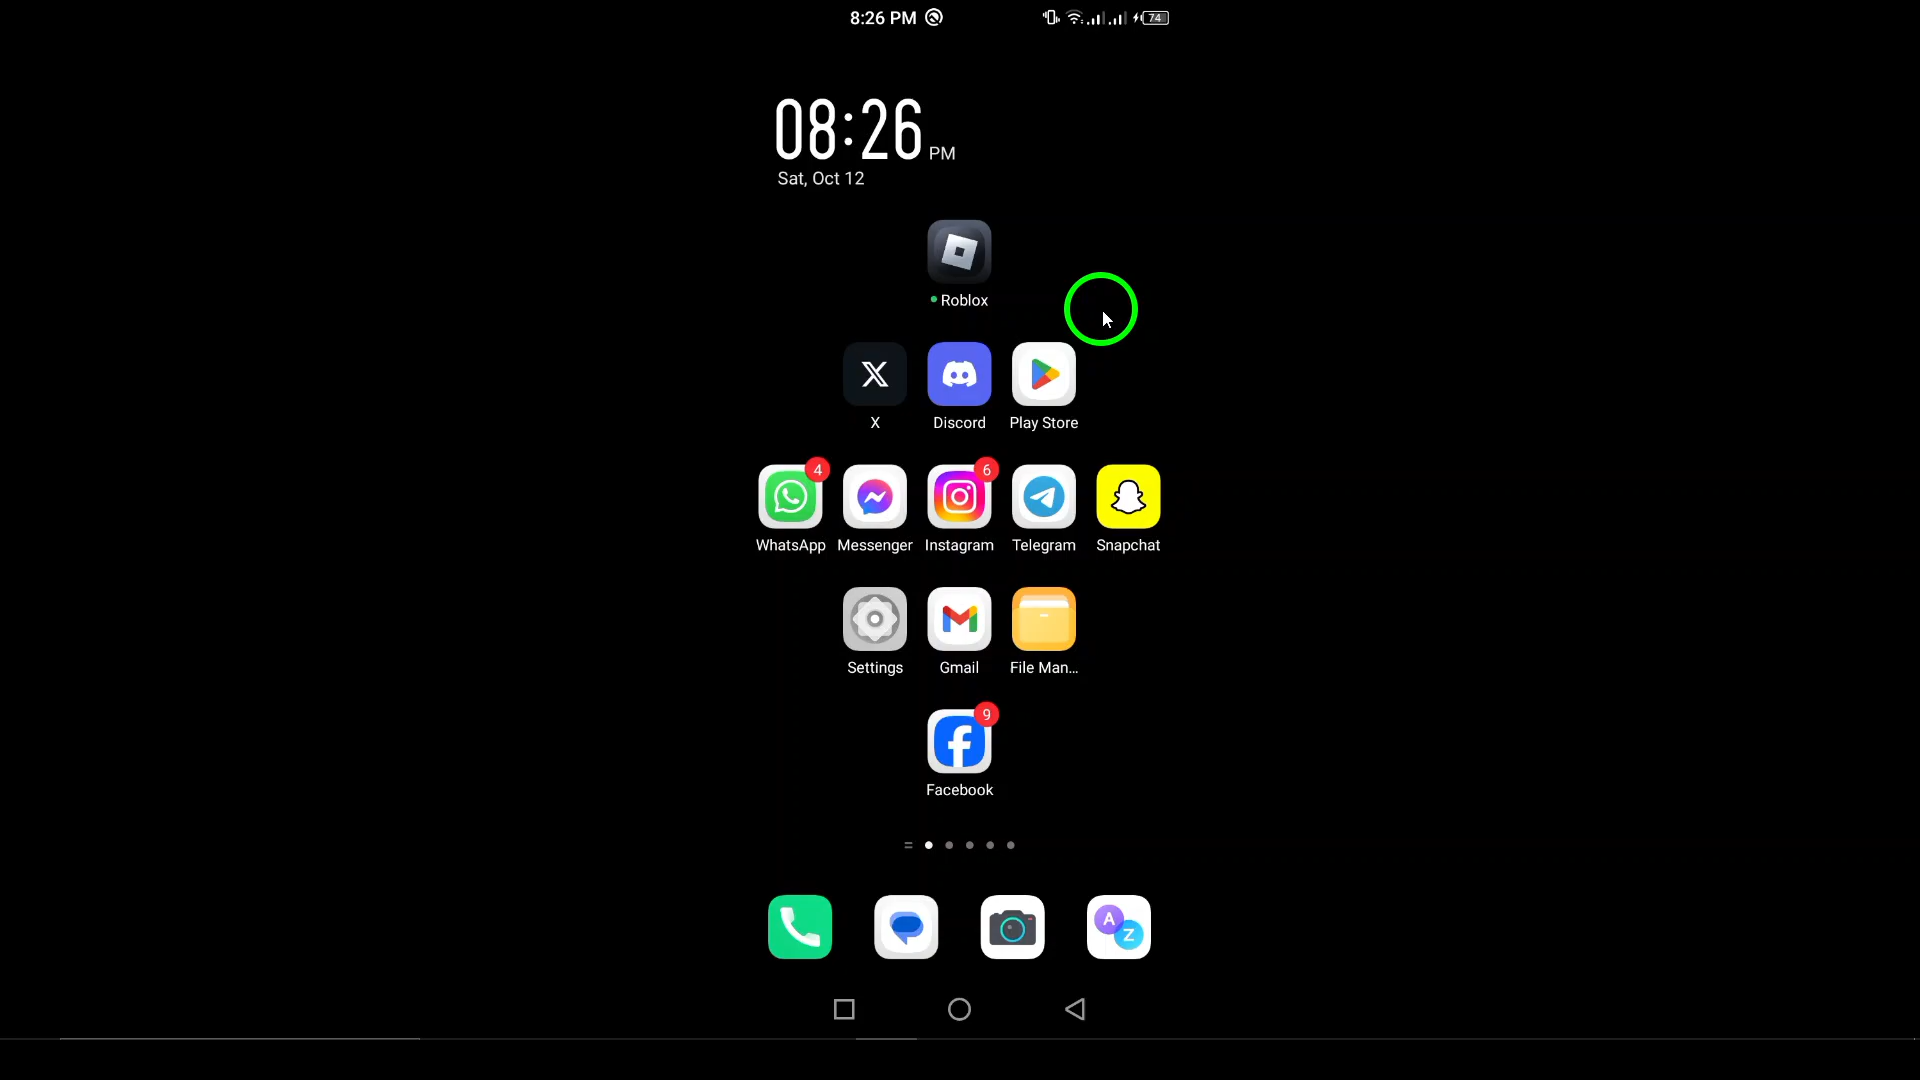 8:26 PM
74
08:26 PM
Sat, Oct 12
Roblox
X
Discord
Play Store
4
6
WhatsApp
Messenger
Instagram
Telegram
Snapchat
Settings
Gmail
File Man...
9
Facebook
A
Z